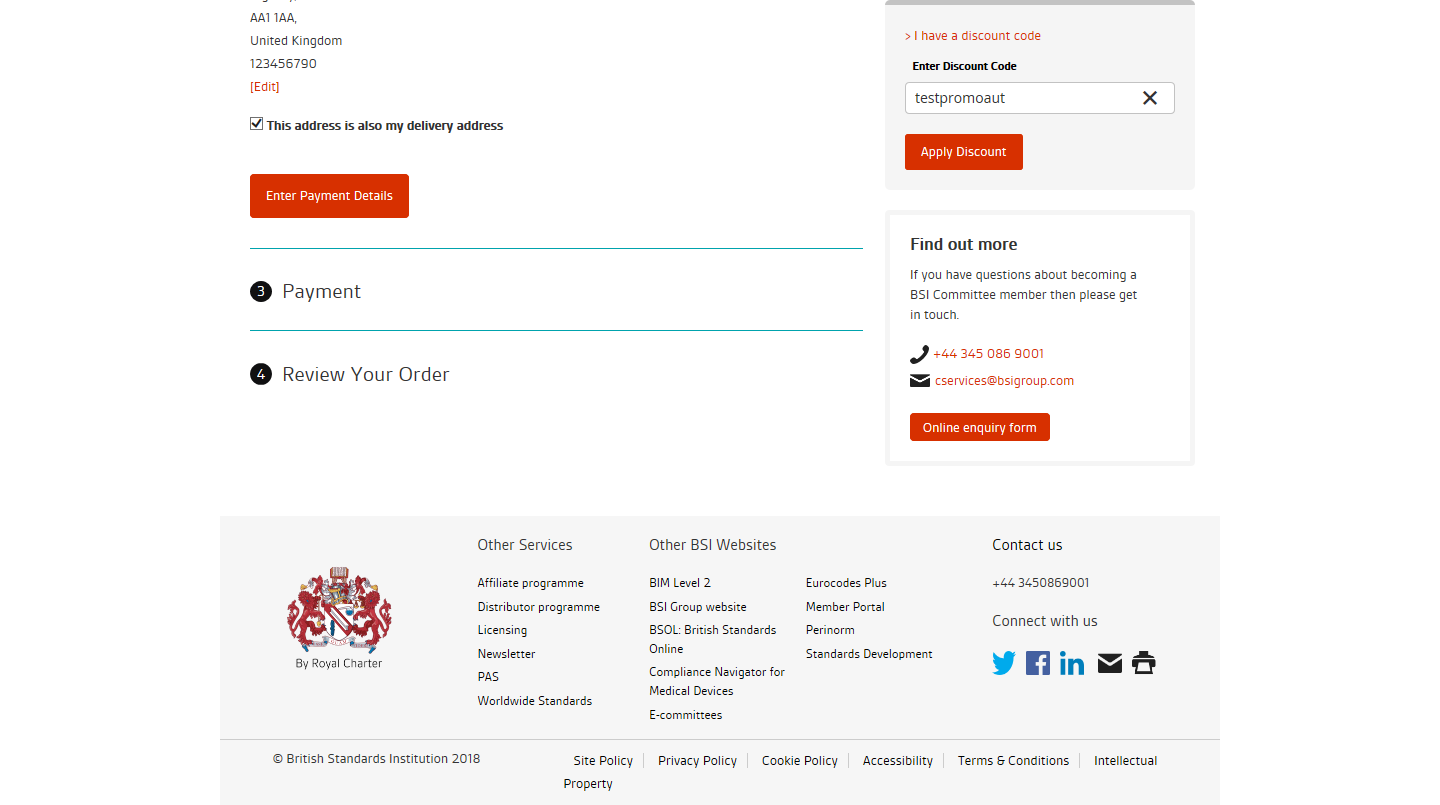 AA1 1AA,
United Kingdom
123456790
[Edit]
This address is also my delivery address
Enter Payment Details
3 Payment
4 Review Your Order
> I have a discount code
Enter Discount Code
testpromoaut
Apply Discount
Find out more
If you have questions about becoming a
BSI Committee member then please get
in touch.
+44 345 086 9001
cservices@bsigroup.com
Online enquiry form
By Royal Charter
Other Services
Affiliate programme
Distributor programme
Licensing
Newsletter
PAS
Worldwide Standards
Other BSI Websites
BIM Level 2
BSI Group website
BSOL: British Standards
Online
Compliance Navigator for
Medical Devices
E-committees
Eurocodes Plus
Member Portal
Perinorm
Standards Development
Contact us
+44 3450869001
Connect with us
© British Standards Institution 2018
Site Policy Privacy Policy Cookie Policy Accessibility Terms & Conditions Intellectual
Property